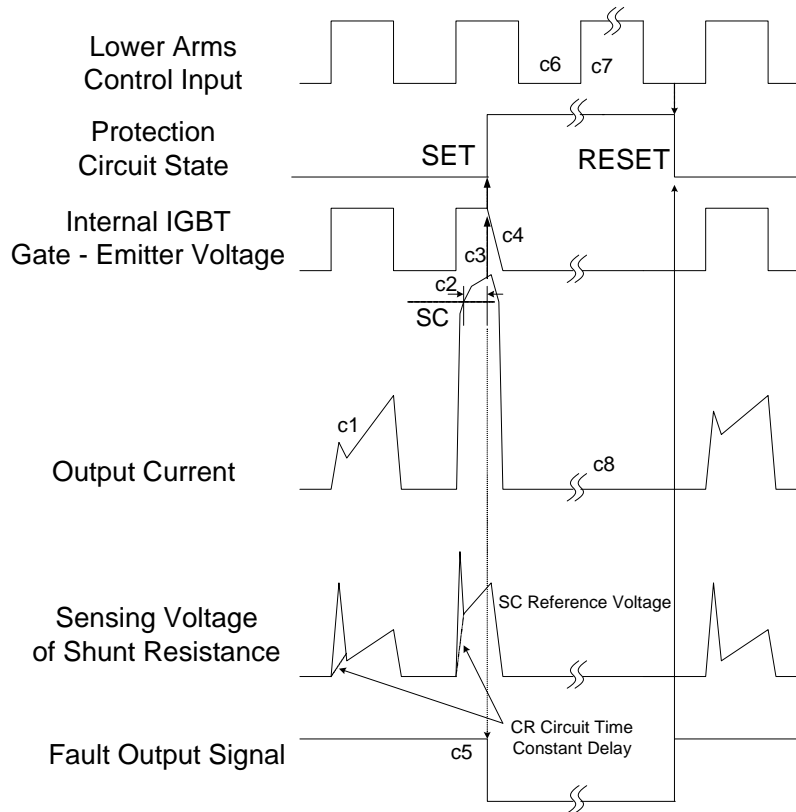 Lower Arms
Control Input
c6
c7
Protection
Circuit State
SET
RESET
Internal IGBT
Gate - Emitter Voltage
c4
c3
c2
SC
c1
Output Current
c8
Sensing Voltage
of Shunt Resistance
SC Reference Voltage
CR Circuit Time
Constant Delay
Fault Output Signal
c5